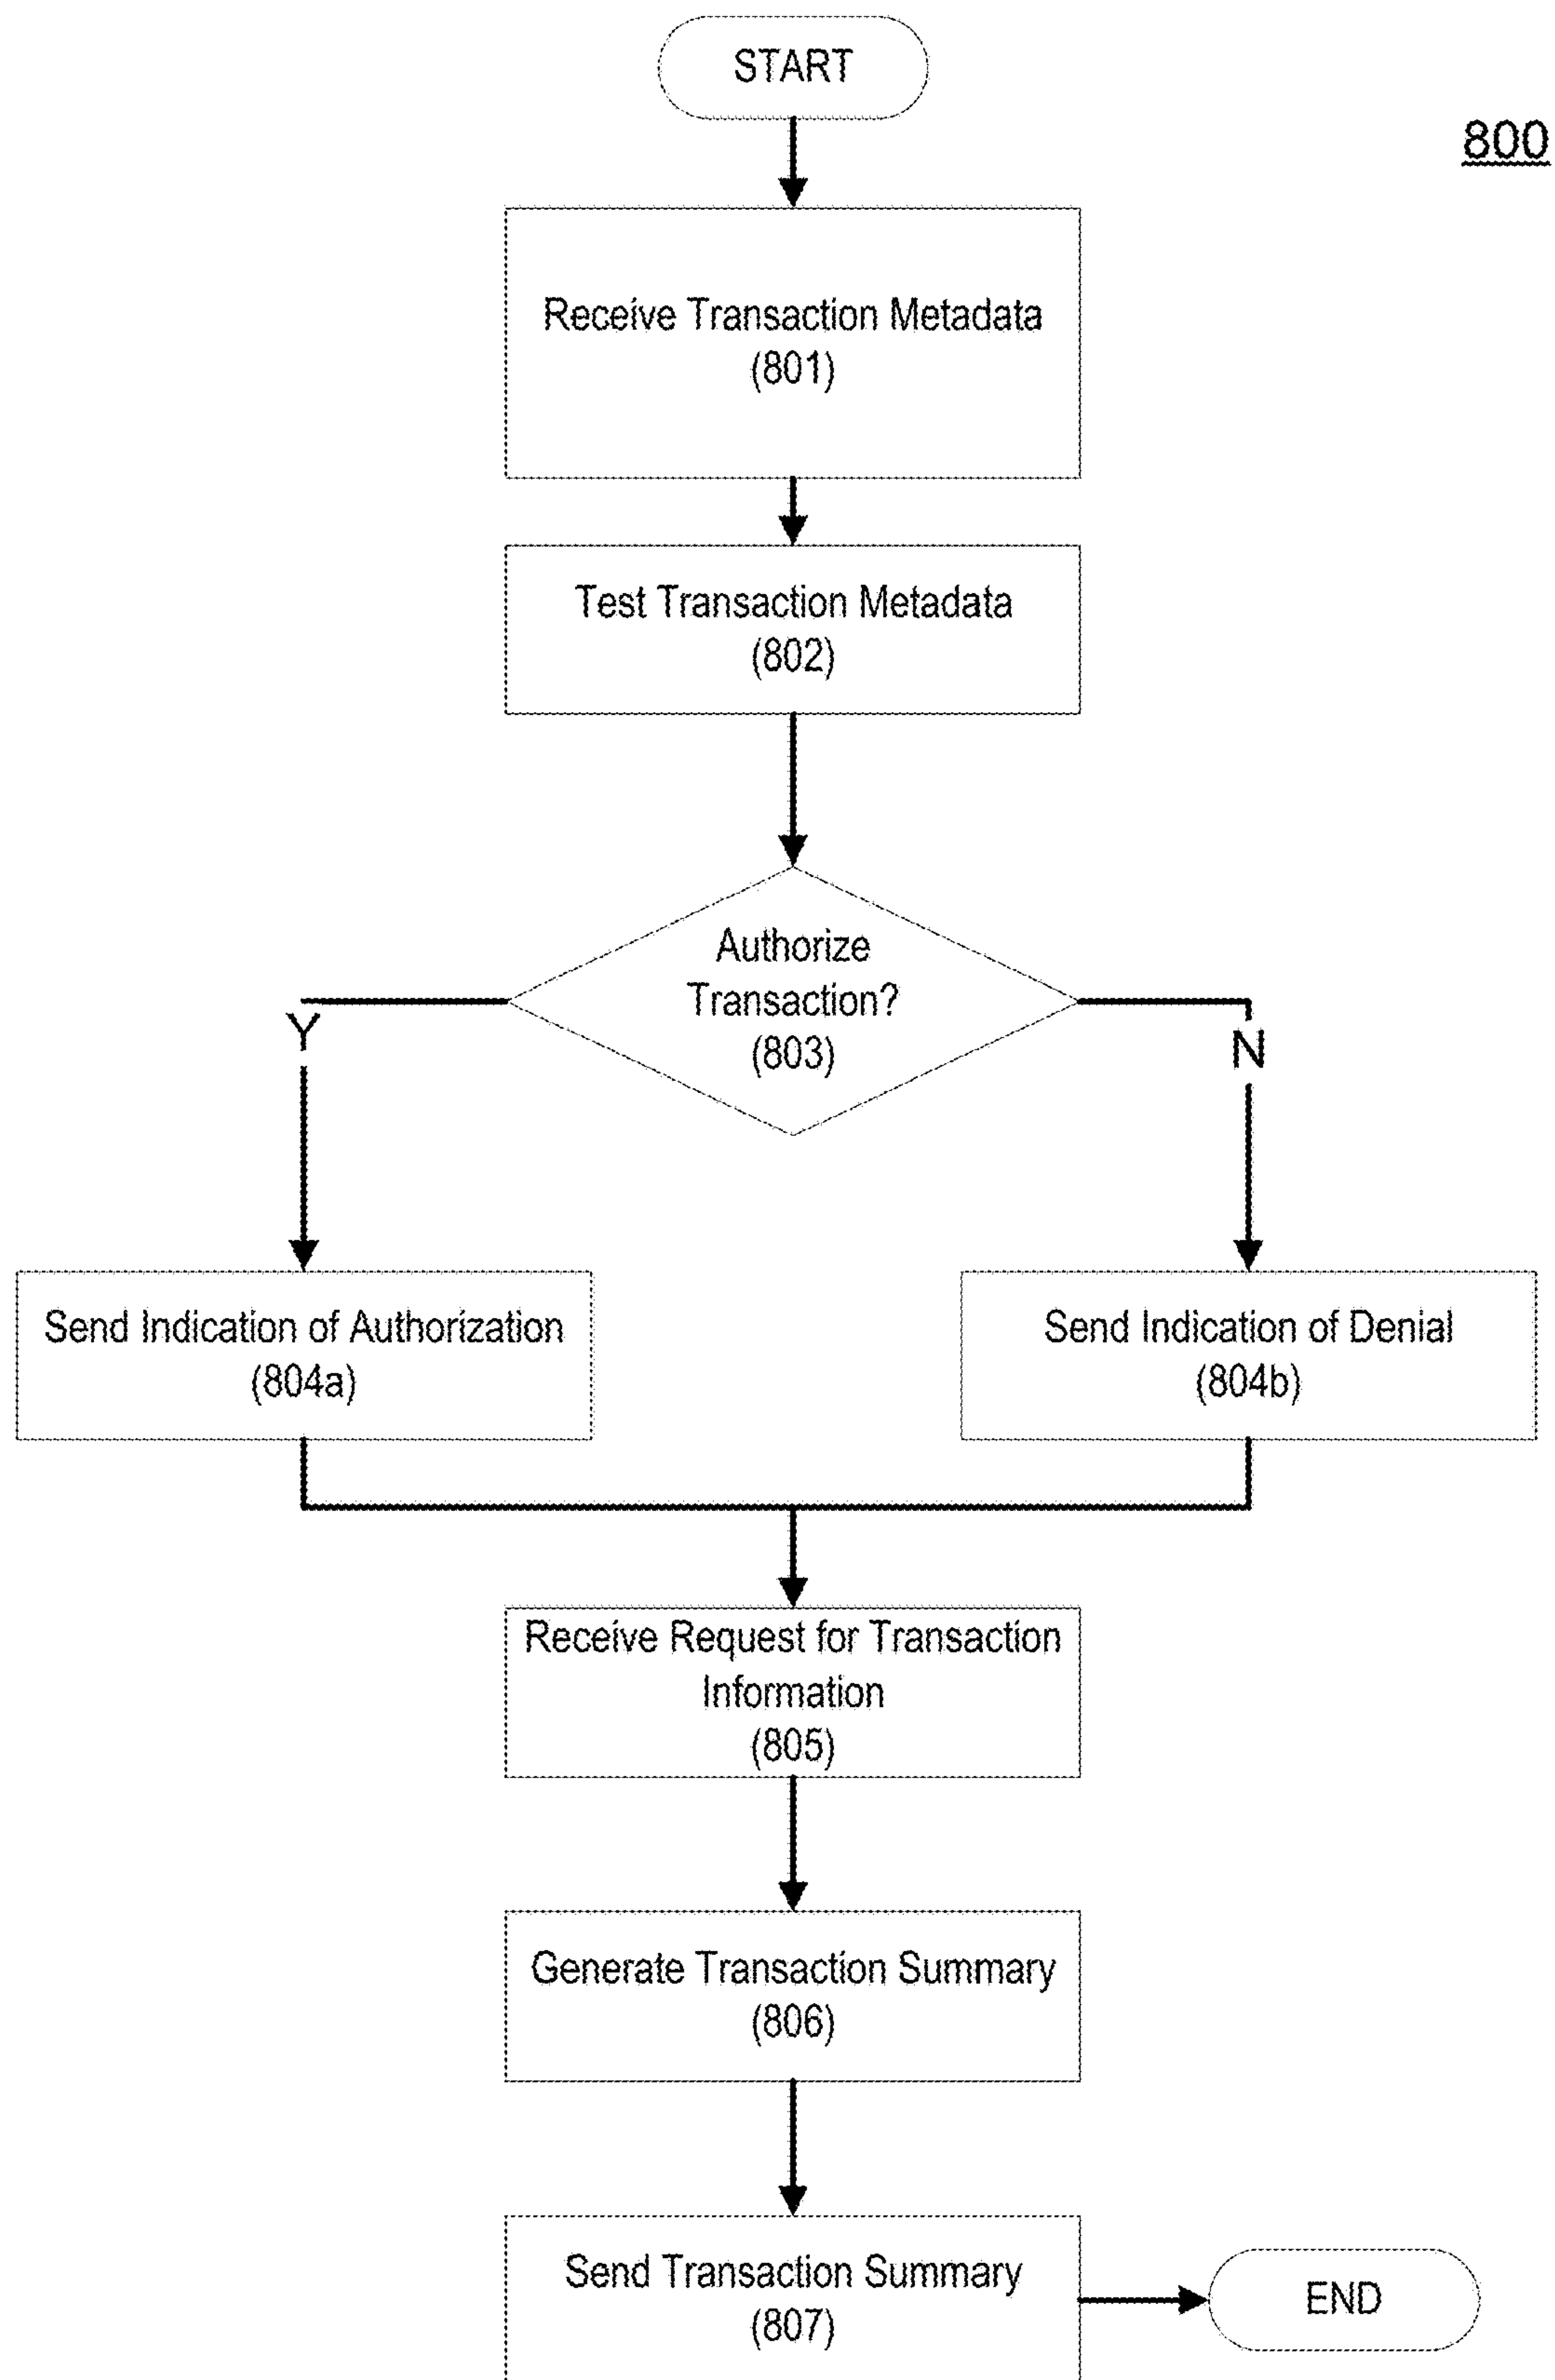 START
800
Receive Transaction Metadata
(801)
Test Transaction Metadata
(802)
Authorize
Transaction?
(803)
Y
N
Send Indication of Authorization
(804a)
Send Indication of Denial
(804b)
Receive Request for Transaction
Information
(805)
Generate Transaction Summary
(806)
Send Transaction Summary
(807)
END